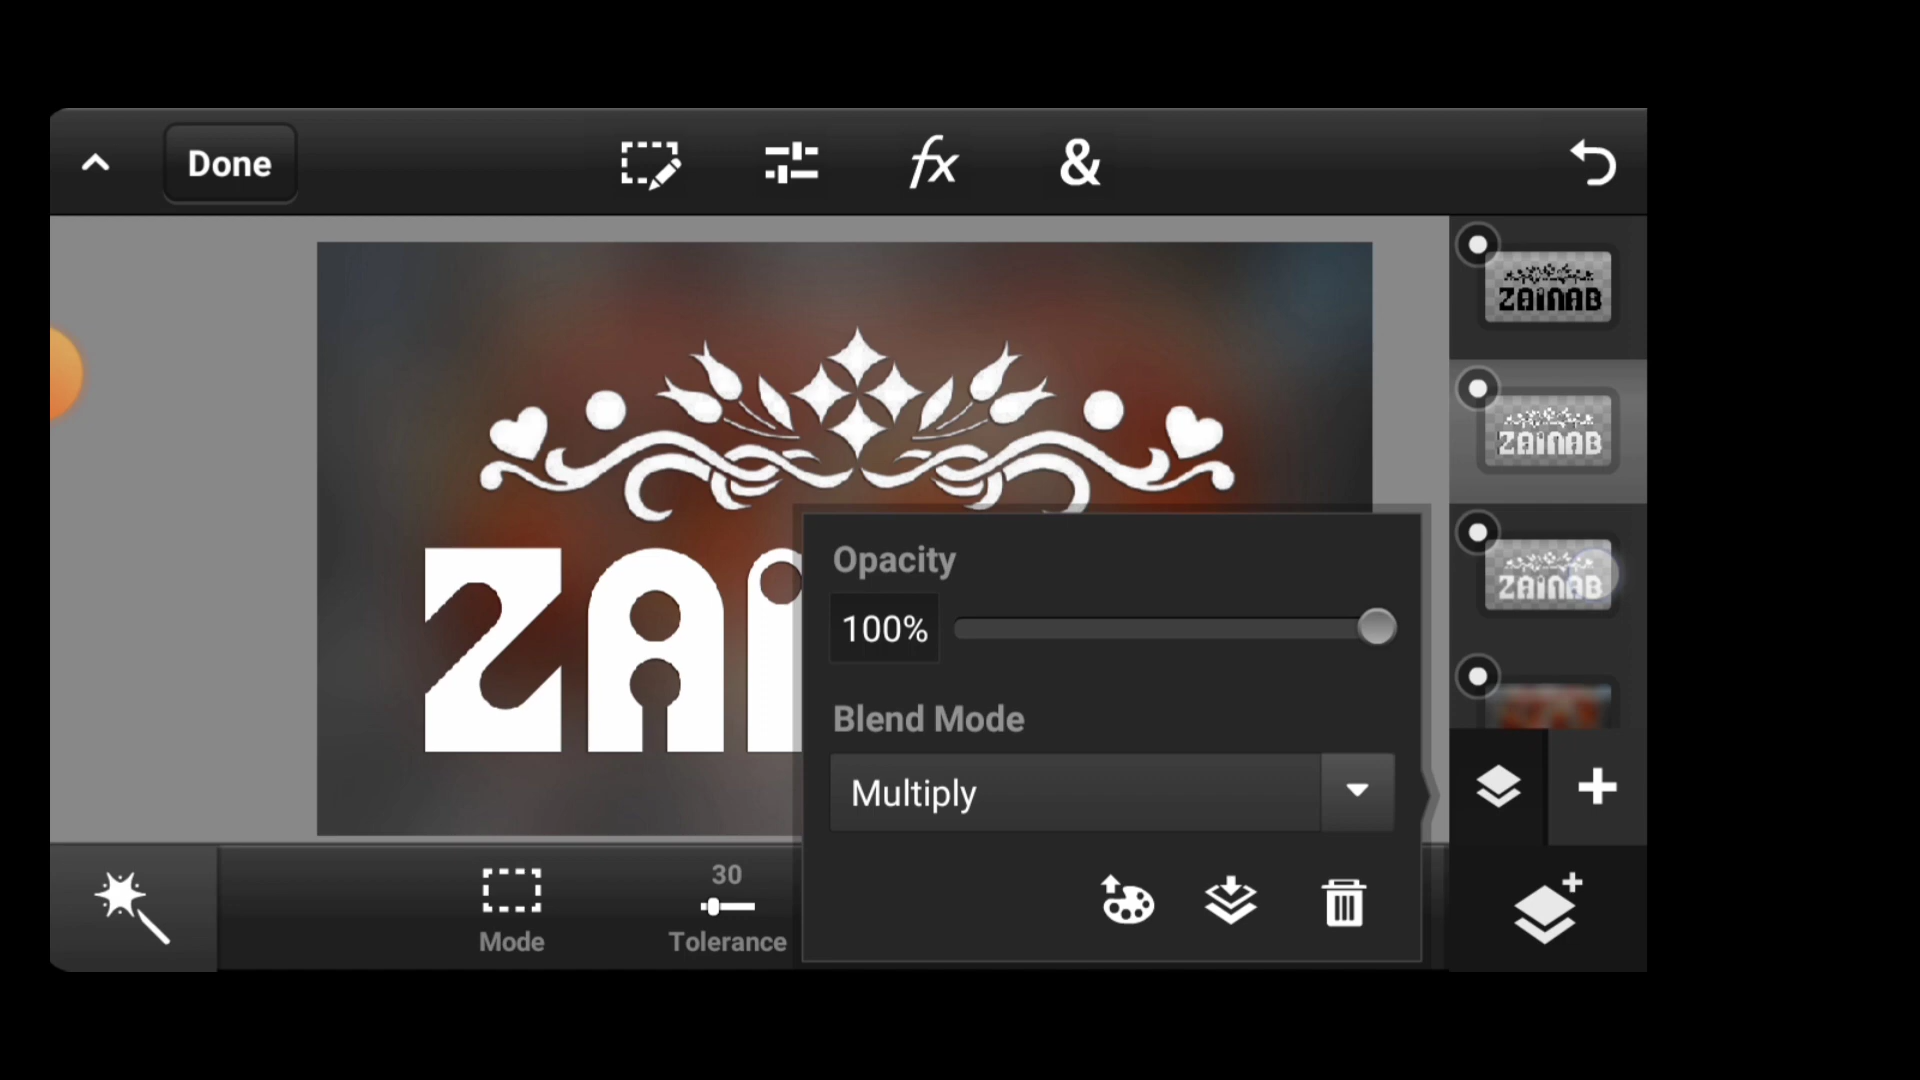 Done
fx
&
ZAINAB
ZAINAB
ZAINAB
ZAI
Opacity
100%
Blend Mode
Multiply
30
Mode
Tolerance